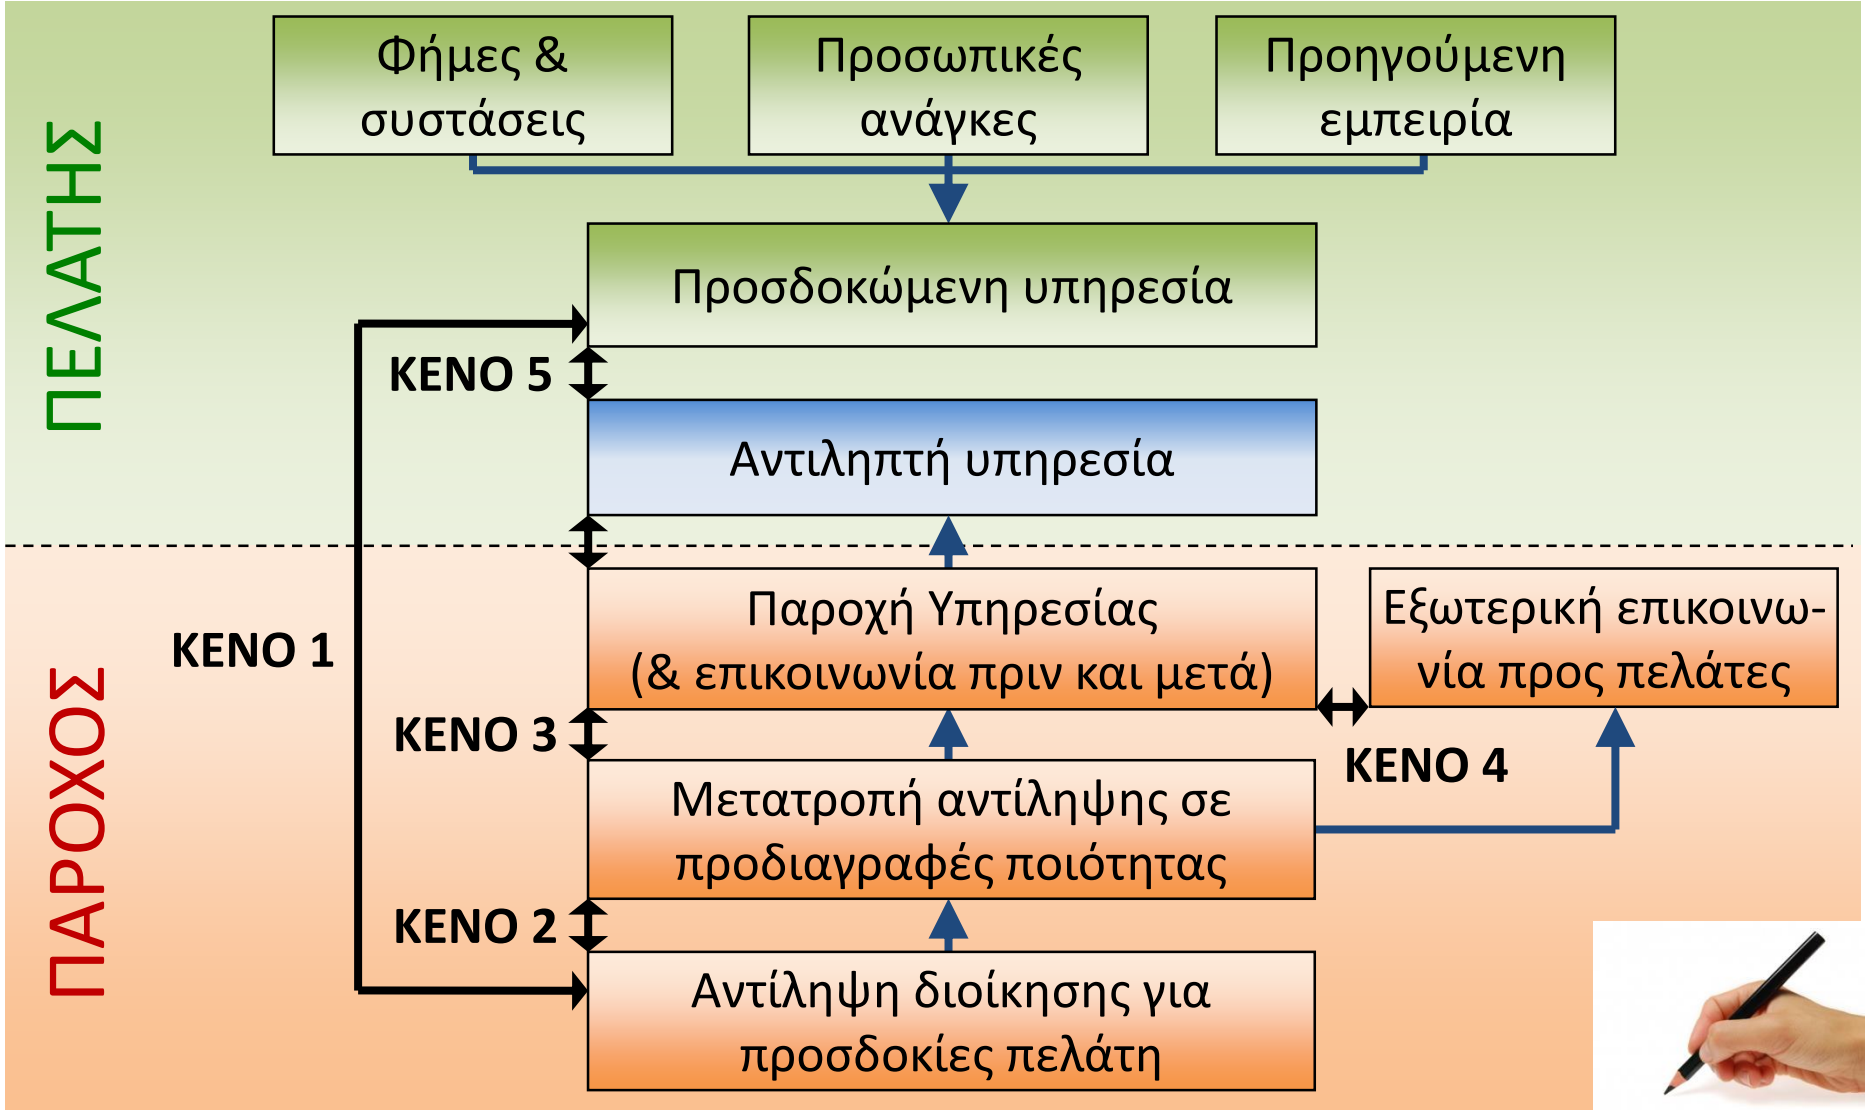 ΠΕΛΑΤΗΣ
Φήμες &
συστάσεις
Προσωπικές
ανάγκες
Προηγούμενη
εμπειρία
Προσδοκώμενη υπηρεσία
ΚΕΝΟ 5
Αντιληπτή υπηρεσία
ΠΑΡΟΧΟΣ
ΚΕΝΟ 1
Παροχή Υπηρεσίας
(& επικοινωνία πριν και μετά)
Εξωτερική επικοινω-
νία προς πελάτες
ΚΕΝΟ 3
ΚΕΝΟ 4
Μετατροπή αντίληψης σε
προδιαγραφές ποιότητας
ΚΕΝΟ 2
Αντίληψη διοίκησης για
προσδοκίες πελάτη